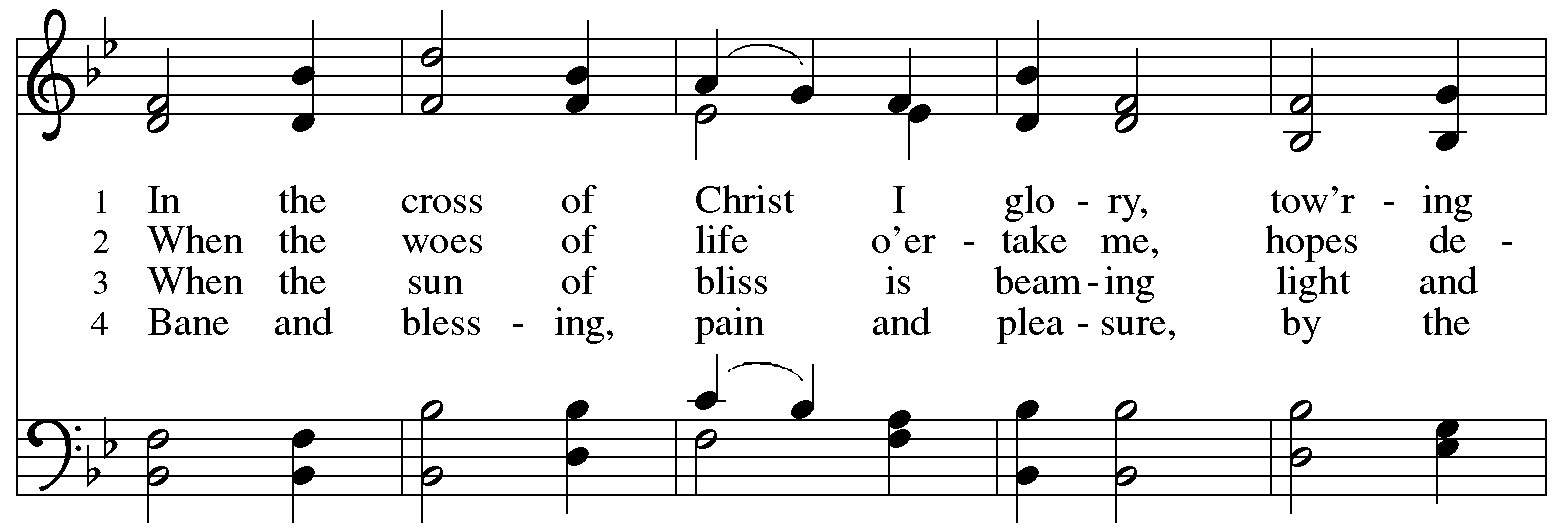 1 In the cross of Christ I glo - ry, tow'r - ing
2 When the woes of life o'er - take me, hopes de -
3 When the sun of bliss is beam - ing light and
4 Bane and bless - ing, pain and plea - sure, by the